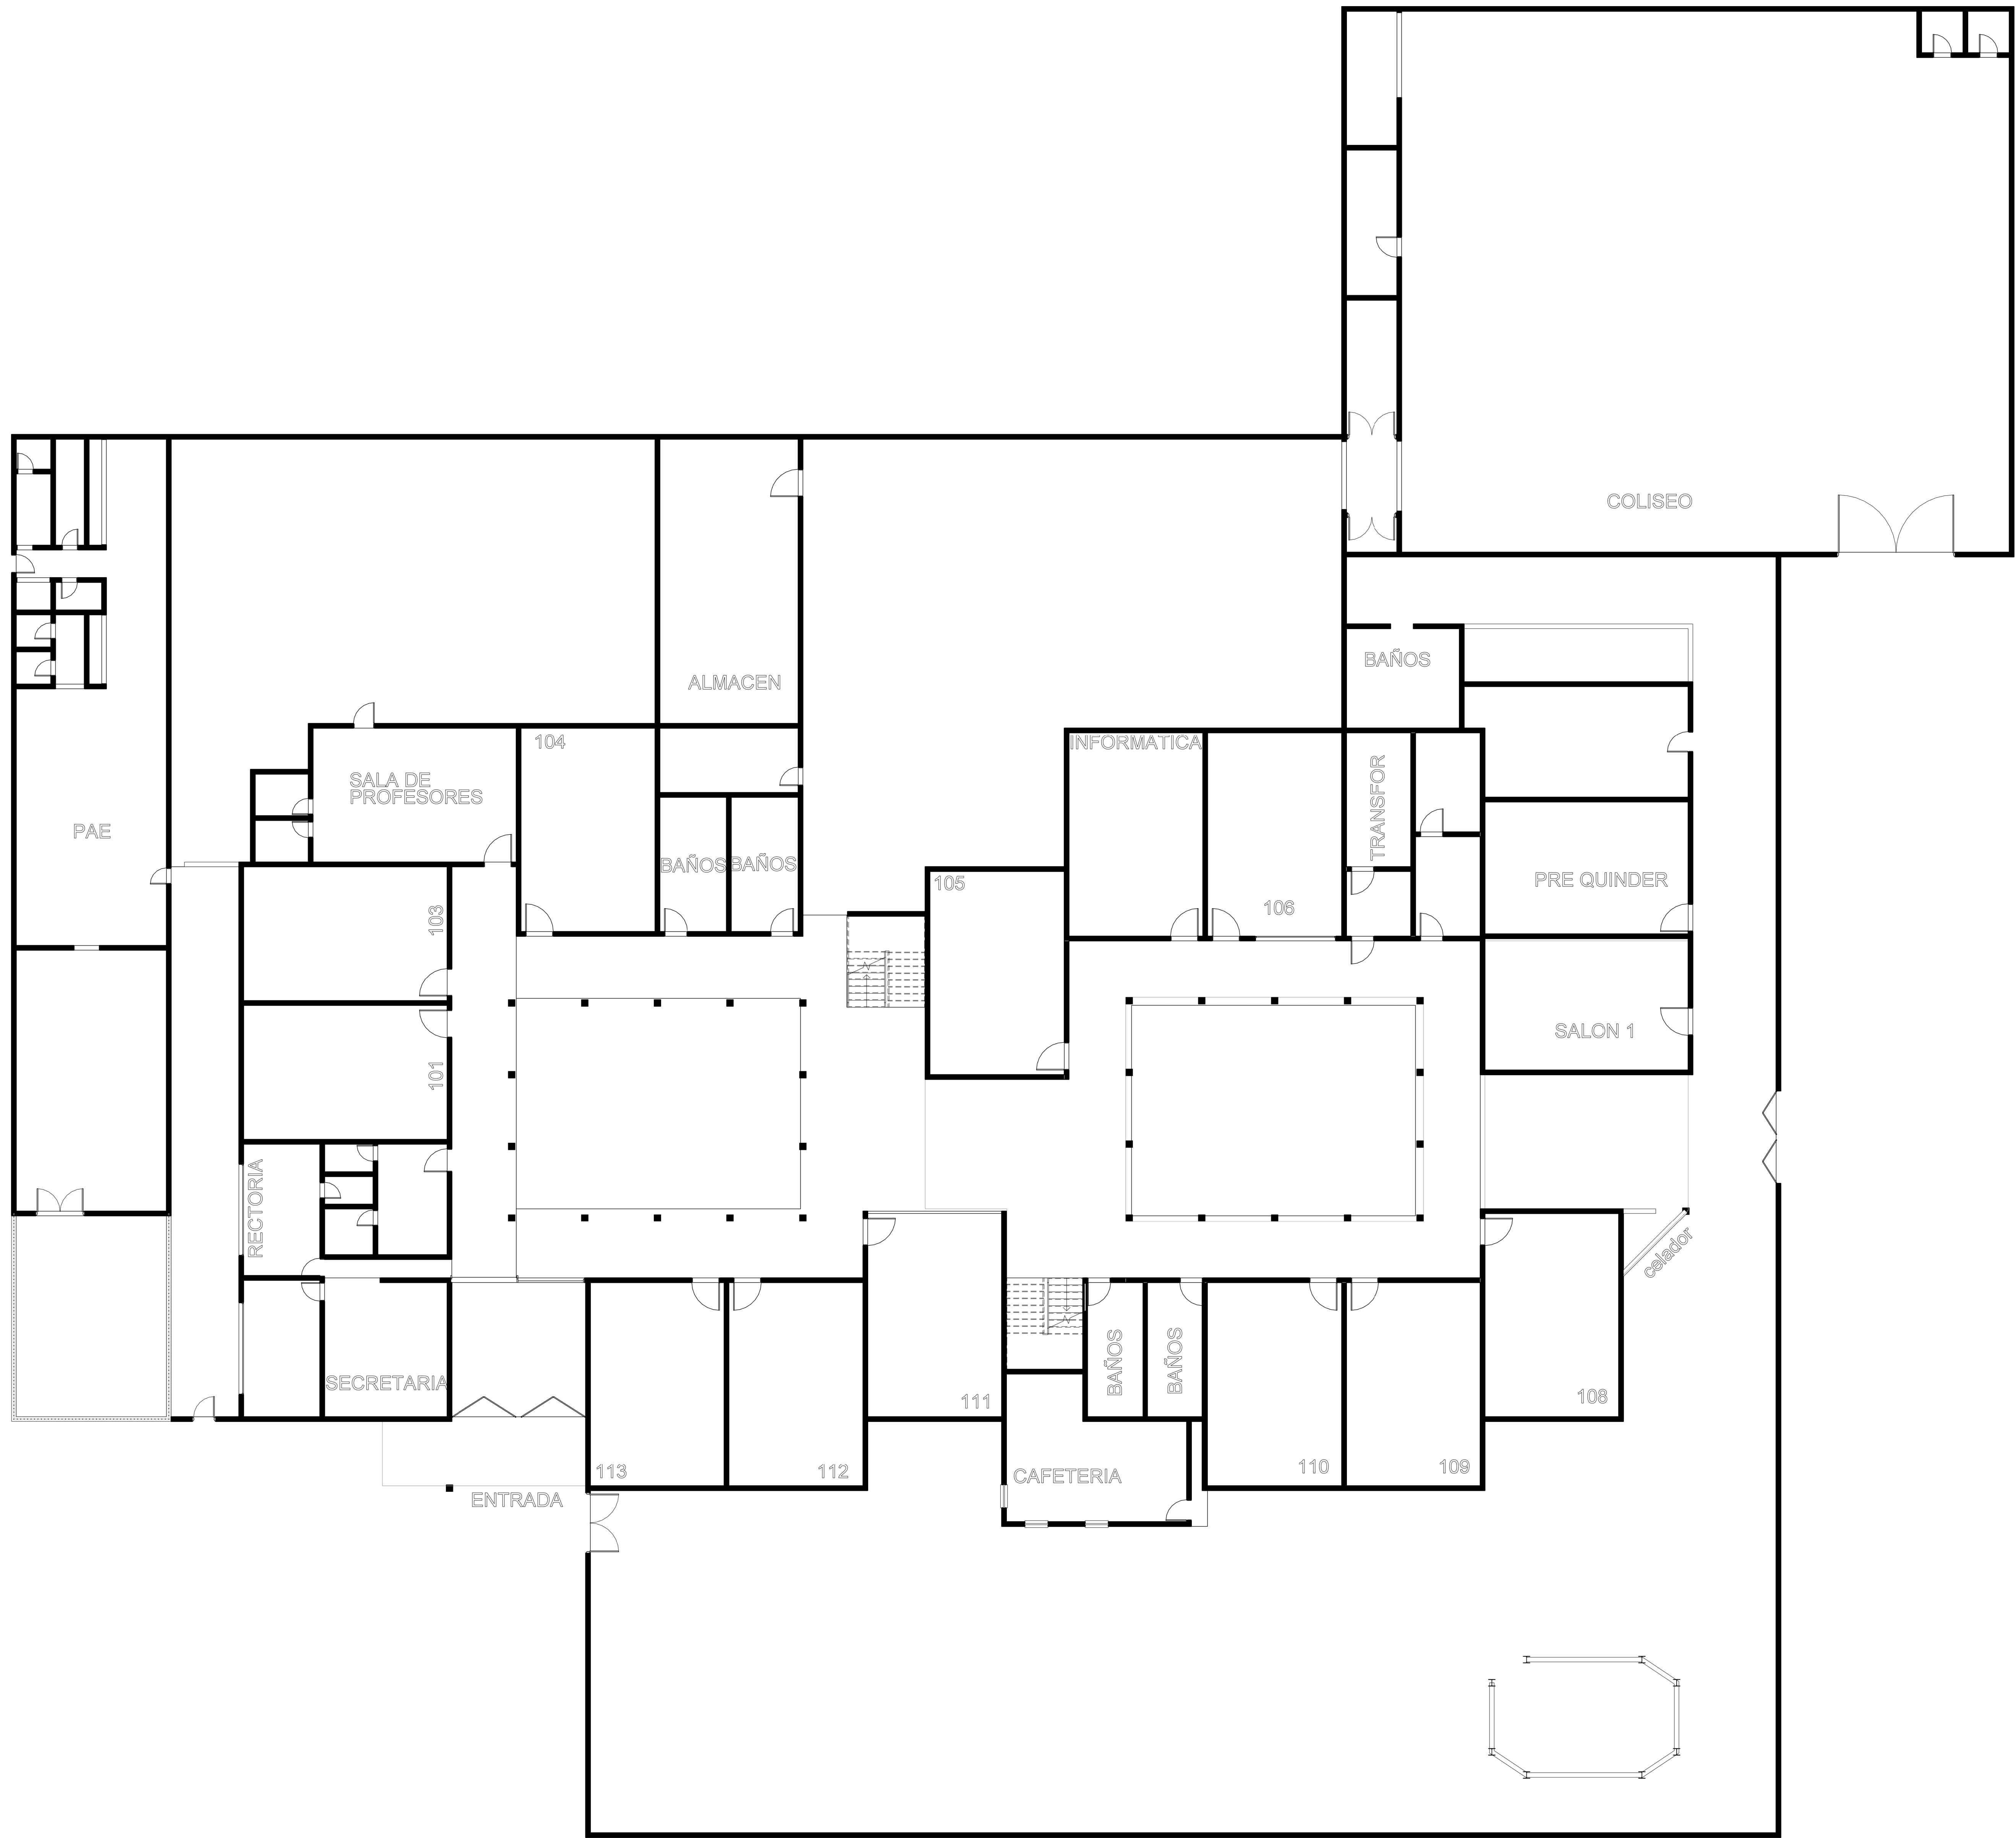 COLISEO
BAÑOS
ALMACEN
104
INFORMATICA
SALA DE
PROFESORES
TRANSFOR
PAE
BAÑOS
BAÑOS
105
PRE QUINDER
106
103
SALON 1
101
RECTORIA
celador
SECRETARIA
BAÑOS
BAÑOS
111
108
113
112
CAFETERIA
110
109
ENTRADA